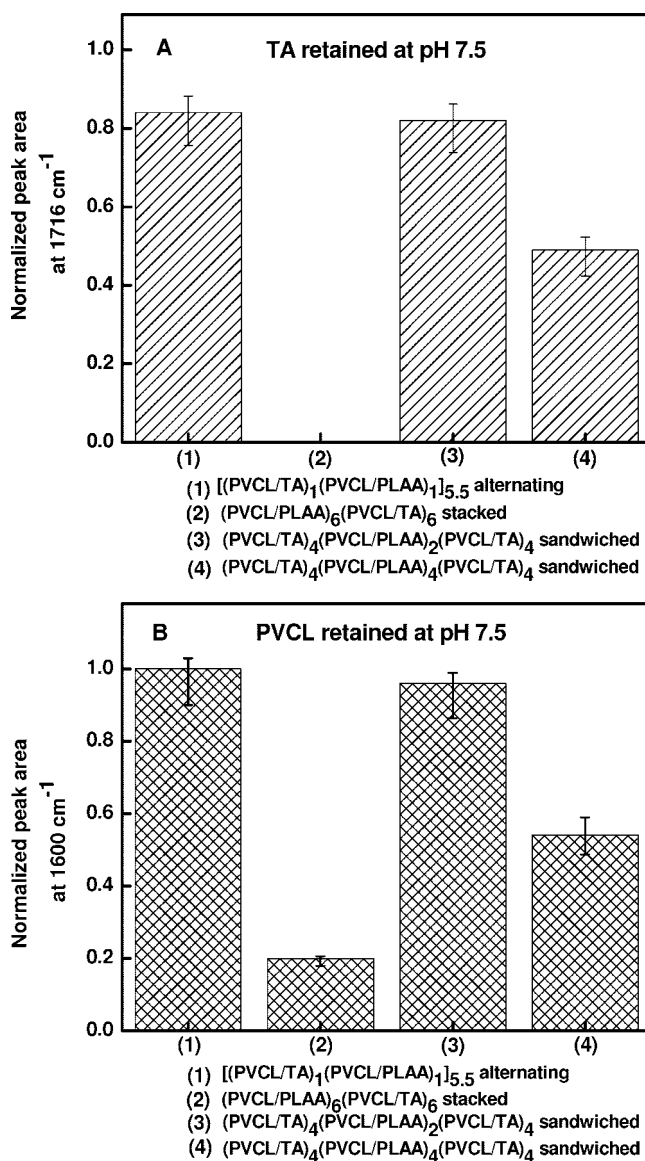 A TA retained at pH 7.5
Normalized peak area
at 1716 cm⁻¹
1.0
0.8
0.6
0.4
0.2
0.0
(1) (2) (3) (4)
(1) [(PVCL/TA)₁(PVCL/PLAA)₁]₅.₅ alternating
(2) (PVCL/PLAA)₆(PVCL/TA)₆ stacked
(3) (PVCL/TA)₄(PVCL/PLAA)₂(PVCL/TA)₄ sandwiched
(4) (PVCL/TA)₄(PVCL/PLAA)₄(PVCL/TA)₄ sandwiched
B PVCL retained at pH 7.5
Normalized peak area
at 1600 cm⁻¹
1.0
0.8
0.6
0.4
0.2
0.0
(1) (2) (3) (4)
(1) [(PVCL/TA)₁(PVCL/PLAA)₁]₅.₅ alternating
(2) (PVCL/PLAA)₆(PVCL/TA)₆ stacked
(3) (PVCL/TA)₄(PVCL/PLAA)₂(PVCL/TA)₄ sandwiched
(4) (PVCL/TA)₄(PVCL/PLAA)₄(PVCL/TA)₄ sandwiched